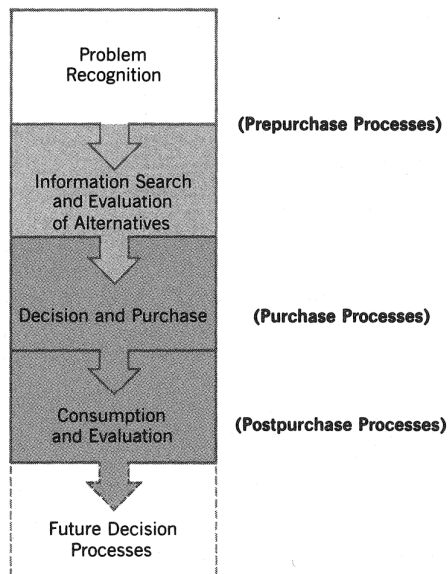 Problem
Recognition
(Prepurchase Processes)
Information Search
and Evaluation
of Alternatives
Decision and Purchase
(Purchase Processes)
Consumption
and Evaluation
(Postpurchase Processes)
Future Decision
Processes